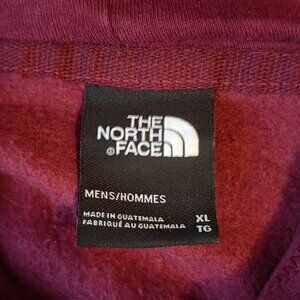 THE
NORTH
FACE
MENS/HOMMES
MADE IN GUATEMALA XL
FABRIQUÉ AU GUATEMALA TG